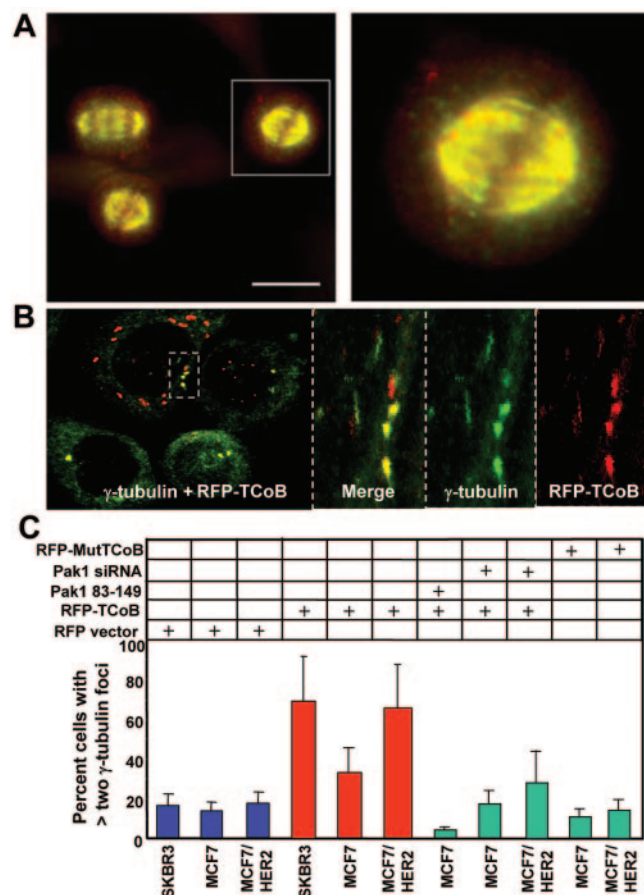 A
B
γ-tubulin + RFP-TCoB
Merge
γ-tubulin
RFP-TCoB
C
RFP-MutTCoB + +
Pak1 siRNA + +
Pak1 83-149 +
RFP-TCoB + + + + + +
RFP vector + + +
Percent cells with
> two γ-tubulin foci
100
80
60
40
20
0
SKBR3
MCF7
MCF7/
HER2
SKBR3
MCF7
MCF7/
HER2
MCF7
MCF7
MCF7/
HER2
MCF7
MCF7/
HER2